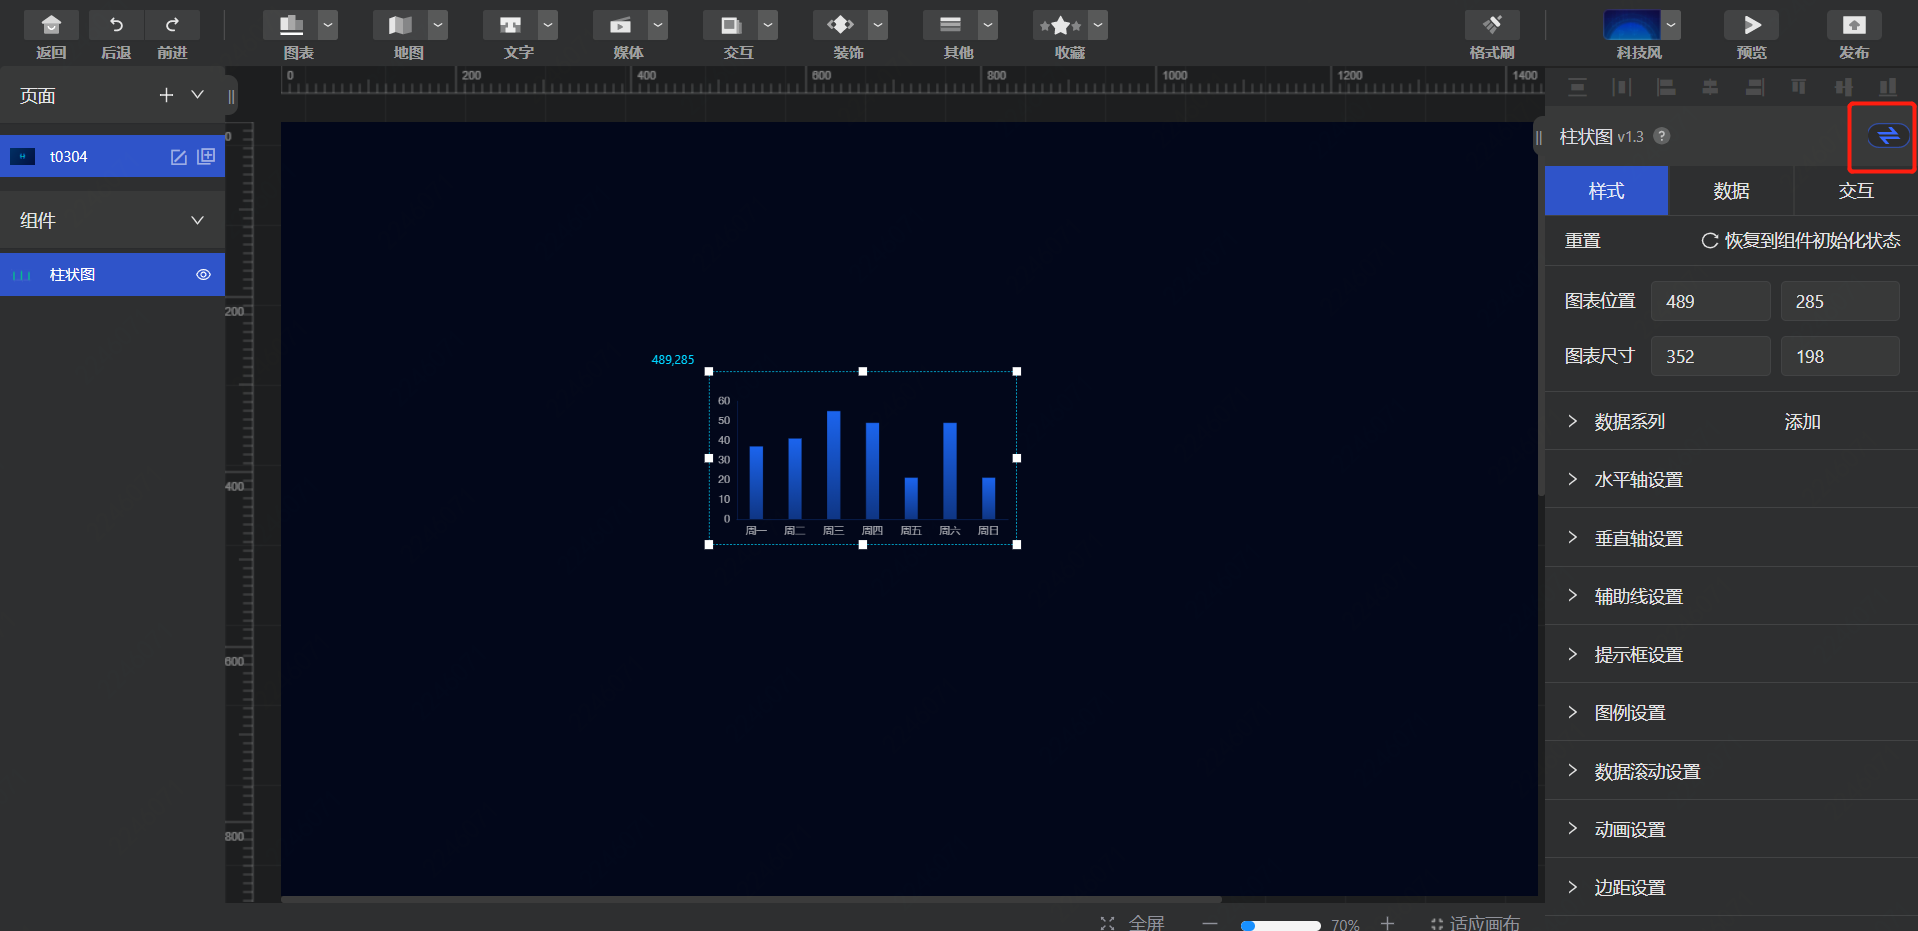 返回 后退 前进 图表 地图 文字 媒体 交互 装饰 其他 收藏 格式刷 科技风 预览 发布
0 200 400 600 800 1000 1200 1400
页面
0
t0304
组件
柱状图
200
400
600
800
489,285
60
50
40
30
20
10
0
周一 周二 周三 周四 周五 周六 周日
柱状图 v1.3 ?
样式 数据 交互
重置 恢复到组件初始化状态
图表位置 489 285
图表尺寸 352 198
数据系列 添加
水平轴设置
垂直轴设置
辅助线设置
提示框设置
图例设置
数据滚动设置
动画设置
边距设置
全屏 70% 适应画布